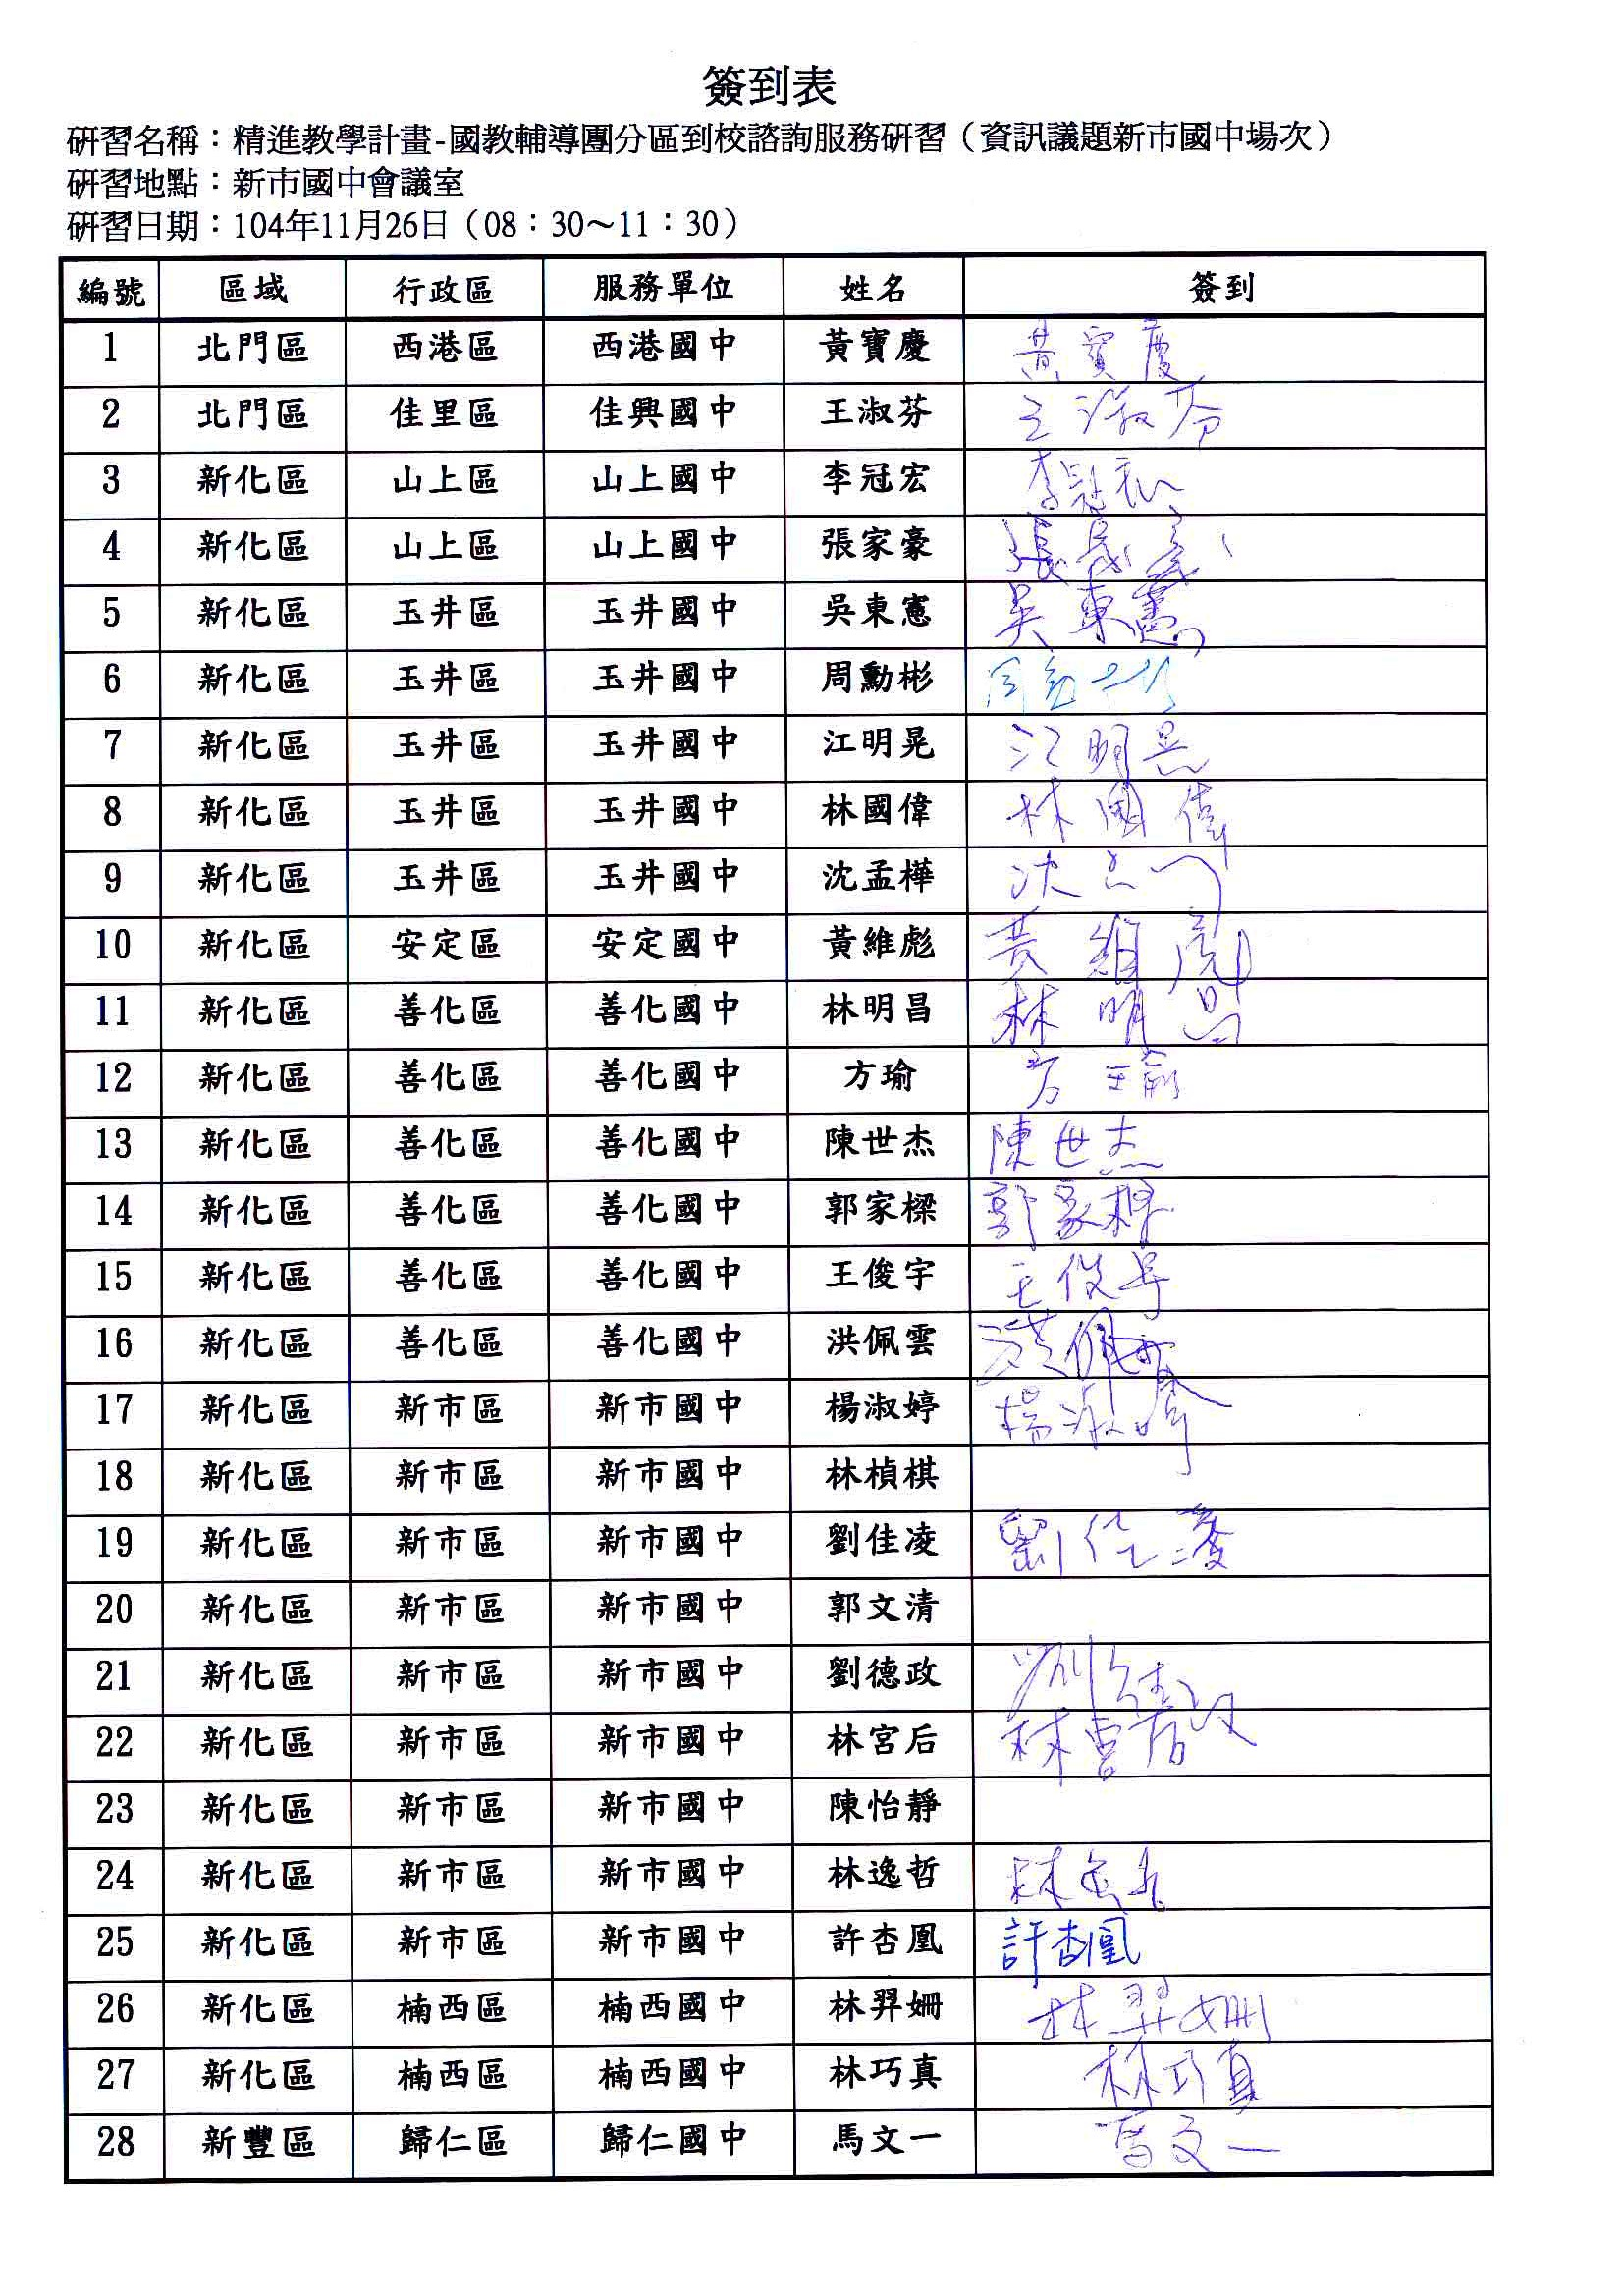 簽到表
研習名稱：精進教學計畫-國教輔導團分區到校諮詢服務研習（資訊議題新市國中場次）
研習地點：新市國中會議室
研習日期：104年11月26日（08：30～11：30）
編號 區域 行政區 服務單位 姓名 簽到
1 北門區 西港區 西港國中 黃寶慶 黃寶慶
2 北門區 佳里區 佳興國中 王淑芬 王淑芬
3 新化區 山上區 山上國中 李冠宏 李冠宏
4 新化區 山上區 山上國中 張家豪 張家豪
5 新化區 玉井區 玉井國中 吳東憲 吳東憲
6 新化區 玉井區 玉井國中 周勳彬 周勳彬
7 新化區 玉井區 玉井國中 江明晃 江明晃
8 新化區 玉井區 玉井國中 林國偉 林國偉
9 新化區 玉井區 玉井國中 沈孟樺 沈
10 新化區 安定區 安定國中 黃維彪 黃維彪
11 新化區 善化區 善化國中 林明昌 林明昌
12 新化區 善化區 善化國中 方瑜 方瑜
13 新化區 善化區 善化國中 陳世杰 陳世杰
14 新化區 善化區 善化國中 郭家樑 郭家樑
15 新化區 善化區 善化國中 王俊宇 王俊宇
16 新化區 善化區 善化國中 洪佩雲 洪佩雲
17 新化區 新市區 新市國中 楊淑婷 楊淑婷
18 新化區 新市區 新市國中 林楨棋
19 新化區 新市區 新市國中 劉佳凌 劉佳凌
20 新化區 新市區 新市國中 郭文清
21 新化區 新市區 新市國中 劉德政 劉德政
22 新化區 新市區 新市國中 林宮后 林宮后
23 新化區 新市區 新市國中 陳怡靜
24 新化區 新市區 新市國中 林逸哲 林逸哲
25 新化區 新市區 新市國中 許杏凰 許杏凰
26 新化區 楠西區 楠西國中 林羿姍 林羿姍
27 新化區 楠西區 楠西國中 林巧真 林巧真
28 新豐區 歸仁區 歸仁國中 馬文一 馬文一